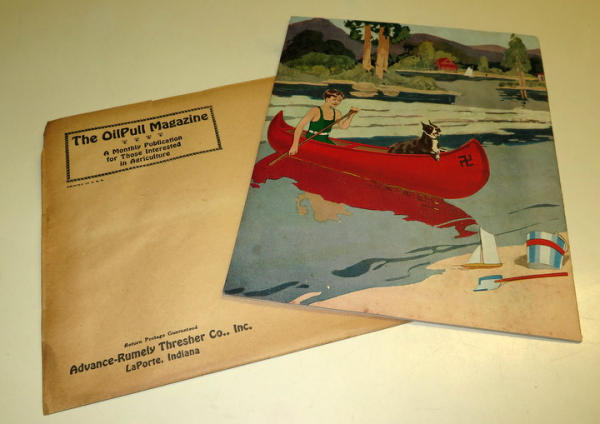 The OilPull Magazine
A Monthly Publication
for Those Interested
in Agriculture
Return Postage Guaranteed
Advance-Rumely Thresher Co., Inc.
LaPorte, Indiana